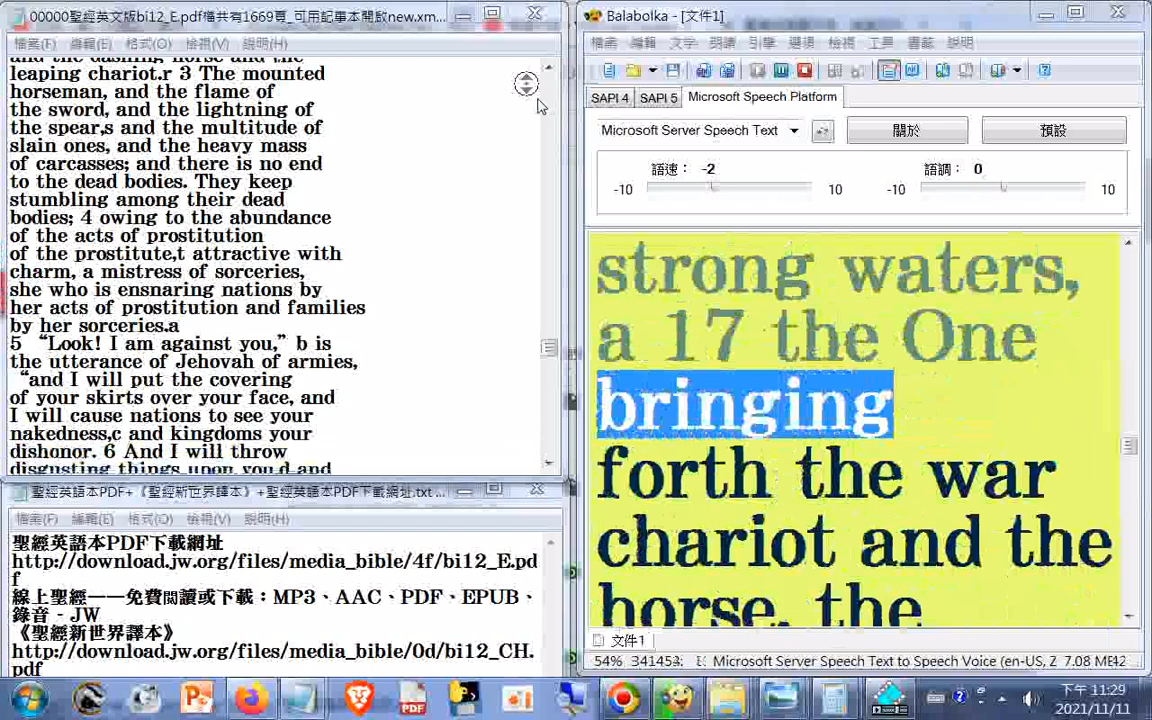 00000聖經英文版bi12_E.pdf檔共有1669頁_可用記事本開啟new.xm...
檔案(F) 編輯(E) 格式(O) 檢視(V) 說明(H)
and the dashing horse and the
leaping chariot.r 3 The mounted
horseman, and the flame of
the sword, and the lightning of
the spear,s and the multitude of
slain ones, and the heavy mass
of carcasses; and there is no end
to the dead bodies. They keep
stumbling among their dead
bodies; 4 owing to the abundance
of the acts of prostitution
of the prostitute,t attractive with
charm, a mistress of sorceries,
she who is ensnaring nations by
her acts of prostitution and families
by her sorceries.a
5 “Look! I am against you,” b is
the utterance of Jehovah of armies,
“and I will put the covering
of your skirts over your face, and
I will cause nations to see your
nakedness,c and kingdoms your
dishonor. 6 And I will throw
disgusting things upon you,d and
聖經英語本PDF+《聖經新世界譯本》+聖經英語本PDF下載網址.txt ...
檔案(F) 編輯(E) 格式(O) 檢視(V) 說明(H)
聖經英語本PDF下載網址
http://download.jw.org/files/media_bible/4f/bi12_E.pd
f
線上聖經──免費閱讀或下載：MP3、AAC、PDF、EPUB、
錄音 - JW
《聖經新世界譯本》
http://download.jw.org/files/media_bible/0d/bi12_CH.
pdf
Balabolka - [文件1]
檔案 編輯 文字 朗讀 引擎 選項 檢視 工具 書籤 說明
SAPI 4 SAPI 5 Microsoft Speech Platform
Microsoft Server Speech Text 關於 預設
語速： -2 語調： 0
-10 10 -10 10
strong waters,
a 17 the One
bringing
forth the war
chariot and the
horse, the
文件1
54% Microsoft Server Speech Text to Speech Voice (en-US, Z 7.08 MB
PDF
下午 11:29
2021/11/11